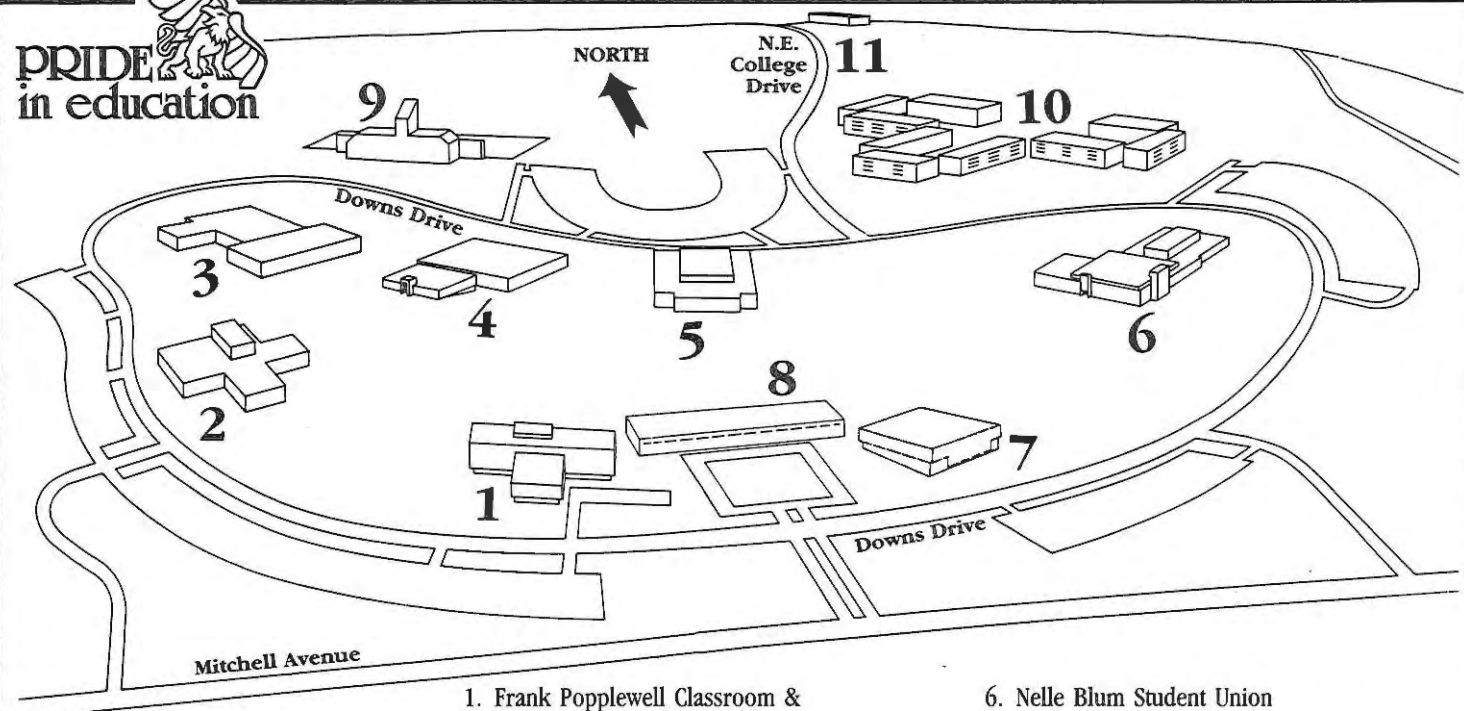 PRIDE
in education
NORTH
N.E.
College
Drive
11
9
10
Downs Drive
3
4
5
6
2
8
7
1
Downs Drive
Mitchell Avenue
1. Frank Popplewell Classroom &
6. Nelle Blum Student Union